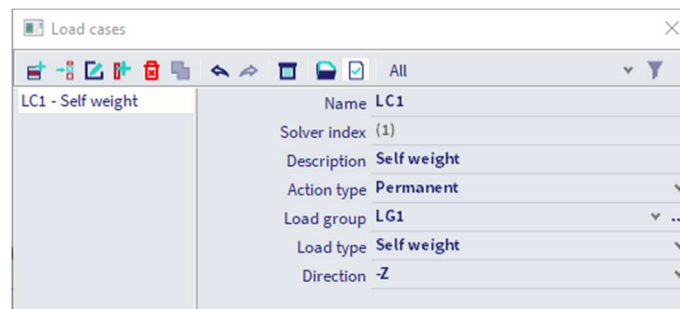 Load cases
All
LC1 - Self weight
Name LC1
Solver index (1)
Description Self weight
Action type Permanent
Load group LG1
Load type Self weight
Direction -Z